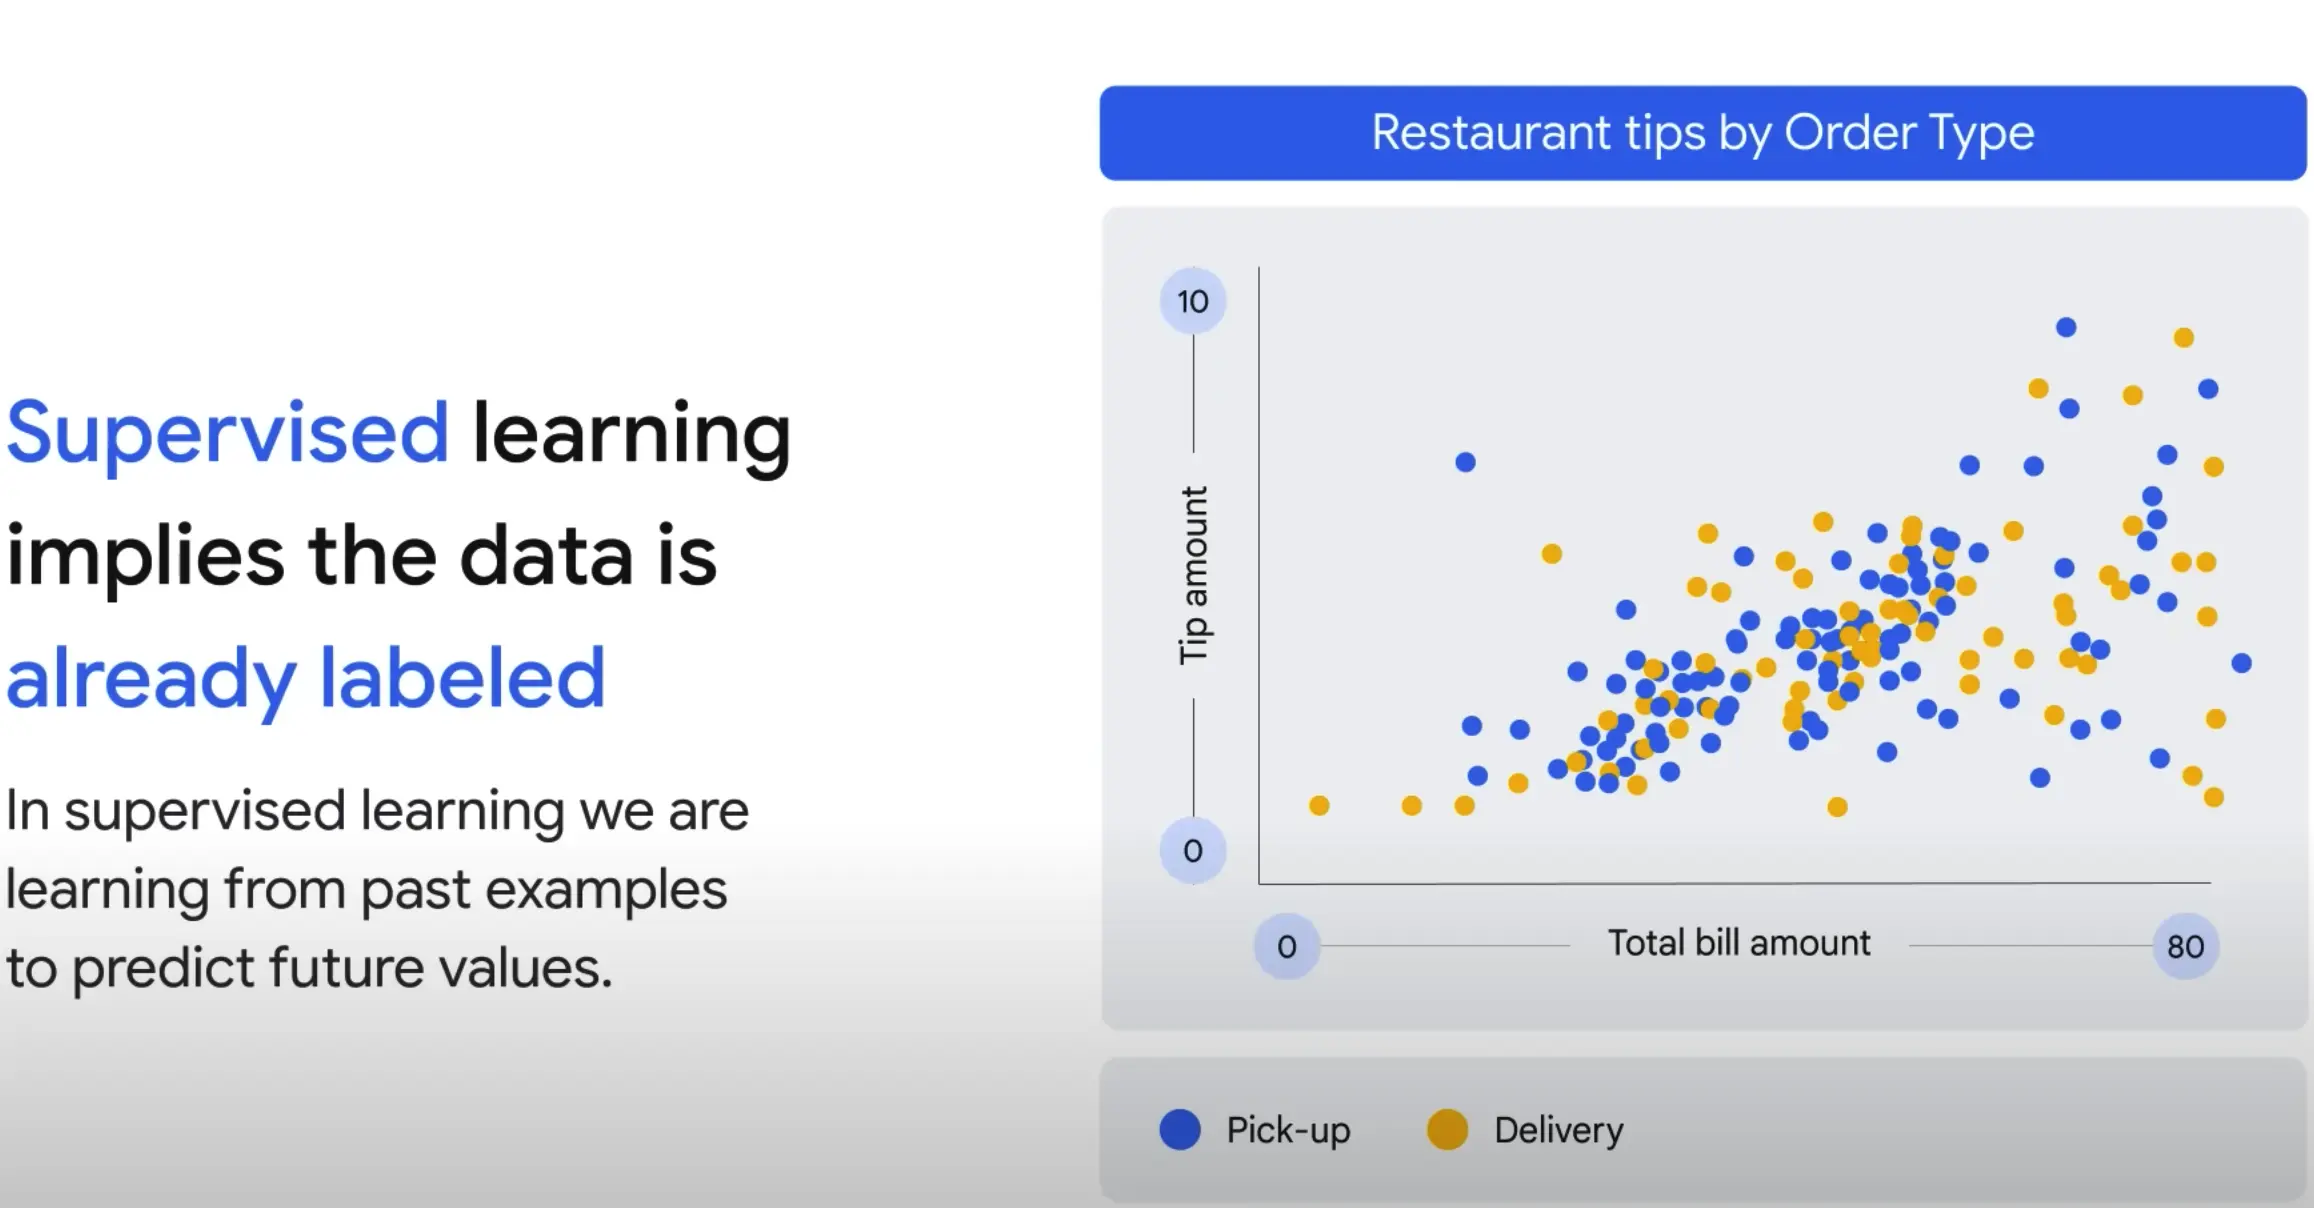 Supervised learning
implies the data is
already labeled
In supervised learning we are
learning from past examples
to predict future values.
Restaurant tips by Order Type
10
Tip amount
0
0
Total bill amount
80
Pick-up
Delivery